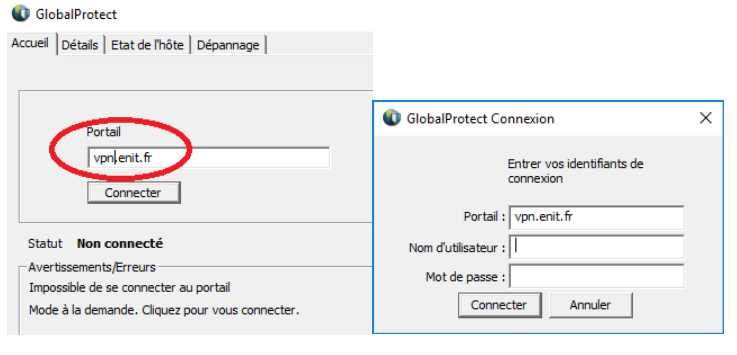 GlobalProtect
Accueil Détails Etat de l'hôte Dépannage
Portail
vpn.enit.fr
Connecter
Statut Non connecté
Avertissements/Erreurs
Impossible de se connecter au portail
Mode à la demande. Cliquez pour vous connecter.
GlobalProtect Connexion
Entrer vos identifiants de
connexion
Portail : vpn.enit.fr
Nom d'utilisateur :
Mot de passe :
Connecter Annuler